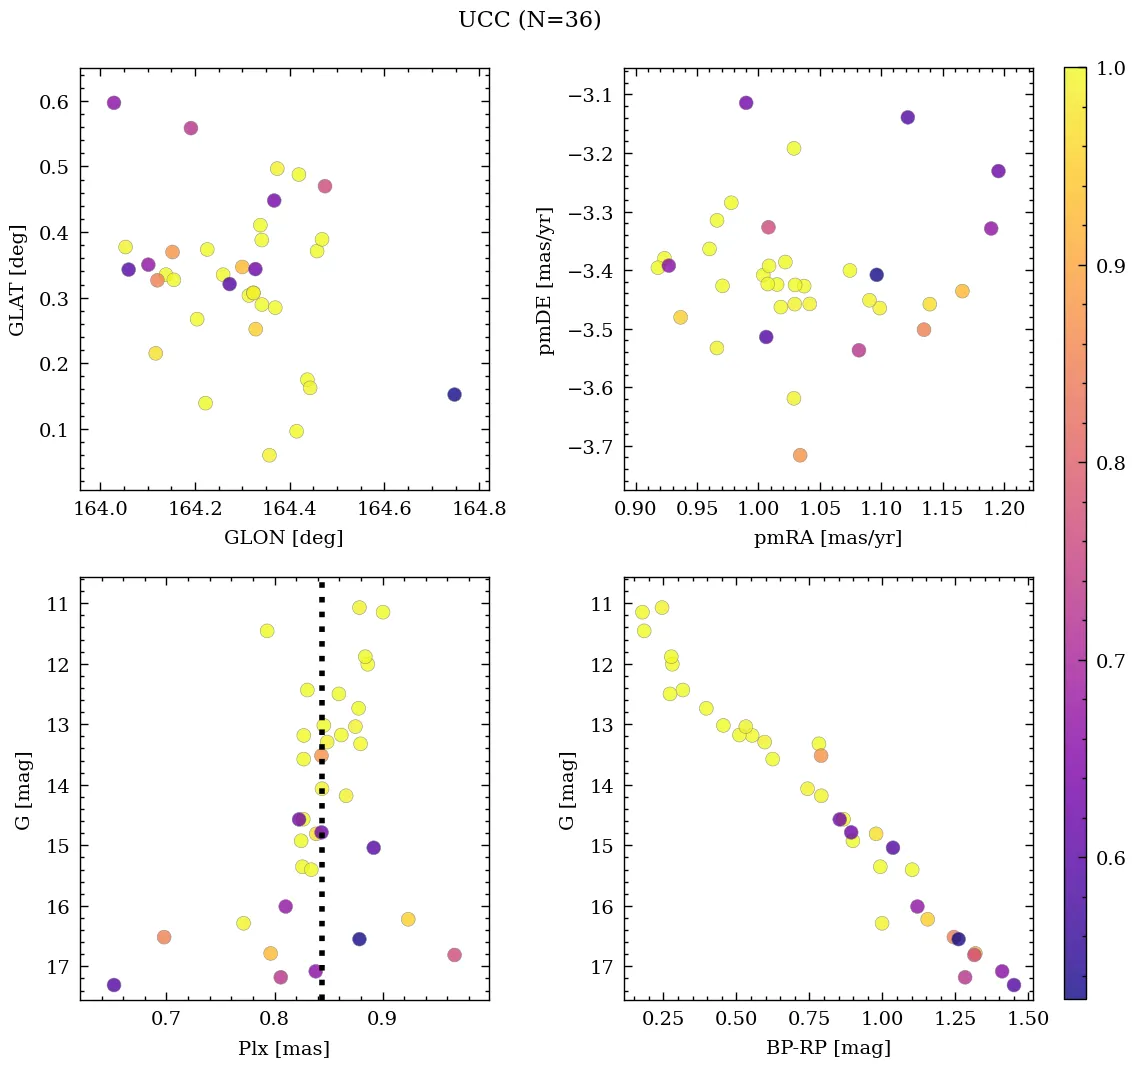 UCC (N=36)
0.6
0.5
0.4
0.3
0.2
0.1
GLAT [deg]
164.0 164.2 164.4 164.6 164.8
GLON [deg]
−3.1
−3.2
−3.3
−3.4
−3.5
−3.6
−3.7
pmDE [mas/yr]
0.90 0.95 1.00 1.05 1.10 1.15 1.20
pmRA [mas/yr]
11
12
13
14
15
16
17
G [mag]
0.7 0.8 0.9
Plx [mas]
11
12
13
14
15
16
17
G [mag]
0.25 0.50 0.75 1.00 1.25 1.50
BP-RP [mag]
1.0
0.9
0.8
0.7
0.6